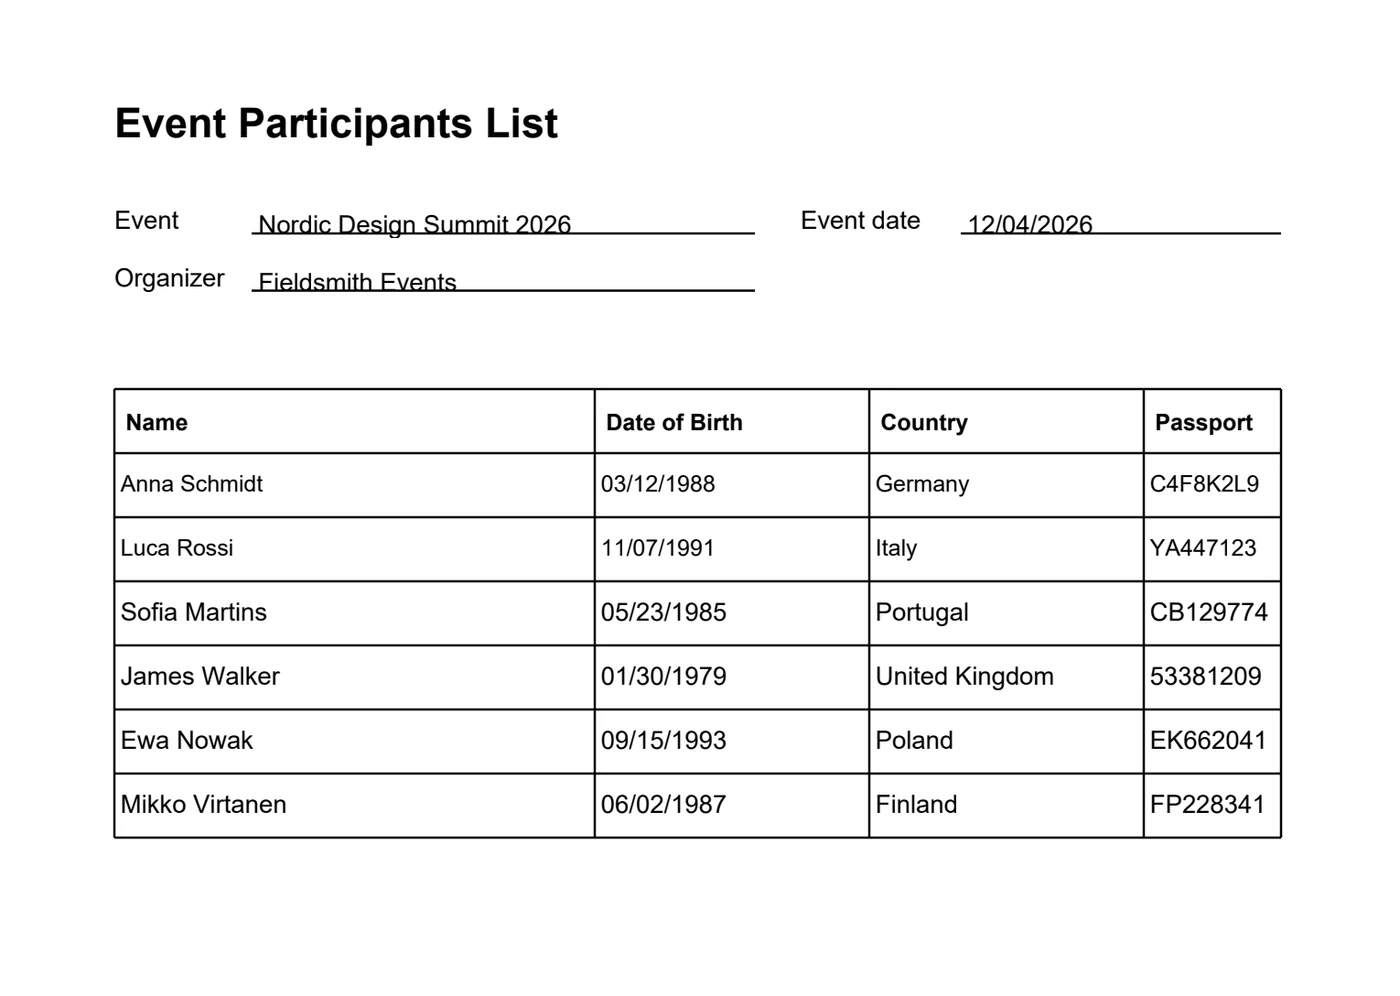 Event Participants List
Event Nordic Design Summit 2026 Event date 12/04/2026
Organizer Fieldsmith Events
Name Date of Birth Country Passport
Anna Schmidt 03/12/1988 Germany C4F8K2L9
Luca Rossi 11/07/1991 Italy YA447123
Sofia Martins 05/23/1985 Portugal CB129774
James Walker 01/30/1979 United Kingdom 53381209
Ewa Nowak 09/15/1993 Poland EK662041
Mikko Virtanen 06/02/1987 Finland FP228341